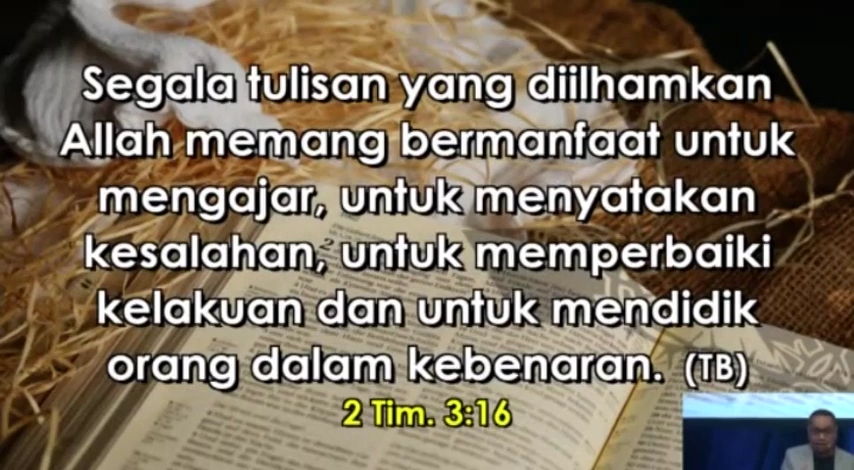 Segala tulisan yang diilhamkan
Allah memang bermanfaat untuk
mengajar, untuk menyatakan
kesalahan, untuk memperbaiki
kelakuan dan untuk mendidik
orang dalam kebenaran. (TB)
2 Tim. 3:16